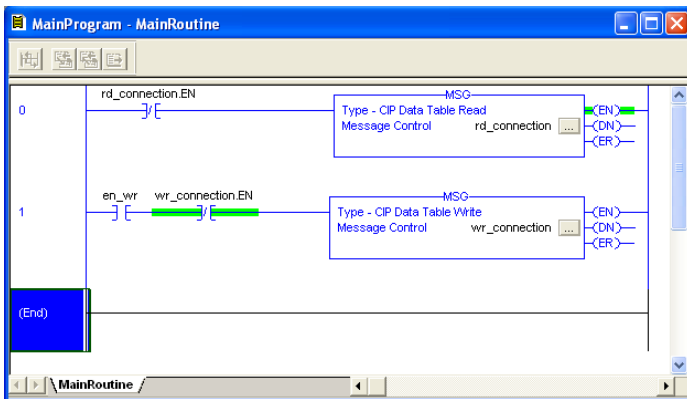 MainProgram - MainRoutine
rd_connection.EN
0
MSG
Type - CIP Data Table Read
Message Control rd_connection ...
(EN)
(DN)
(ER)
en_wr wr_connection.EN
1
MSG
Type - CIP Data Table Write
Message Control wr_connection ...
(EN)
(DN)
(ER)
(End)
MainRoutine